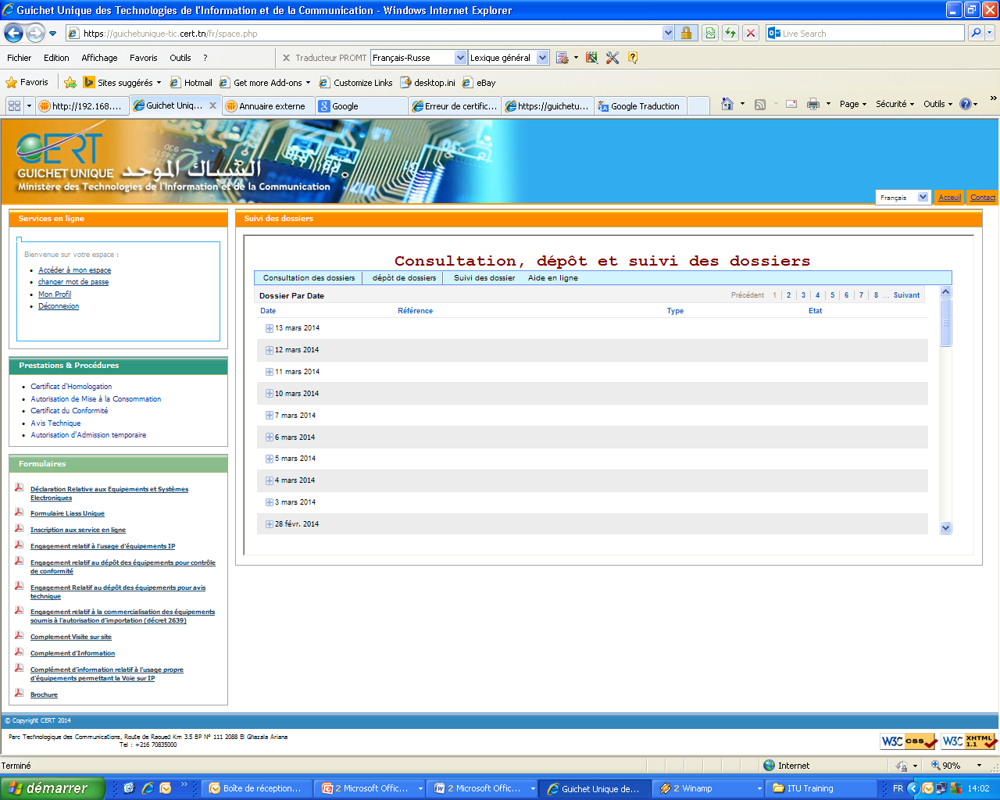 Guichet Unique des Technologies de l'Information et de la Communication - Windows Internet Explorer
https://guichetunique-tic.cert.tn/fr/space.php
Live Search
Fichier Edition Affichage Favoris Outils ?
Traducteur PROMT Français-Russe Lexique général
Favoris Sites suggérés Hotmail Get more Add-ons Customize Links desktop.ini eBay
http://192.168.... Guichet Uniq... Annuaire externe Google Erreur de certific... https://guichetu... Google Traduction
Page Sécurité Outils
CERT
GUICHET UNIQUE الشباك الموحد
Ministère des Technologies de l'Information et de la Communication
Français Acceuil Contact
Services en ligne
Bienvenue sur votre espace :
Accéder à mon espace
changer mot de passe
Mon Profil
Déconnexion
Prestations & Procédures
Certificat d'Homologation
Autorisation de Mise à la Consommation
Certificat du Conformité
Avis Technique
Autorisation d'Admission temporaire
Formulaires
Déclaration Relative aux Equipements et Systèmes
Electroniques
Formulaire Liass Unique
Inscription aux service en ligne
Engagement relatif à l'usage d'équipements IP
Engagement relatif au dépôt des équipements pour contrôle
de conformité
Engagement Relatif au dépôt des équipements pour avis
technique
Engagement relatif à la commercialisation des équipements
soumis à l'autorisation d'importation (décret 2639)
Complement Visite sur site
Complement d'Information
Complément d'information relatif à l'usage propre
d'équipements permettant la Voie sur IP
Brochure
Suivi des dossiers
Consultation, dépôt et suivi des dossiers
Consultation des dossiers dépôt de dossiers Suivi des dossier Aide en ligne
Dossier Par Date
Précédent 1 2 3 4 5 6 7 8 ... Suivant
Date Référence Type Etat
13 mars 2014
12 mars 2014
11 mars 2014
10 mars 2014
7 mars 2014
6 mars 2014
5 mars 2014
4 mars 2014
3 mars 2014
28 févr. 2014
© Copyright CERT 2014
Parc Technologique des Communications, Route de Raoued Km 3.5 BP N° 111 2088 El Ghazala Ariana
Tel : +216 70835000
W3C CSS W3C XHTML 1.1
Terminé Internet 90%
démarrer Boîte de réception... 2 Microsoft Offic... 2 Microsoft Offic... Guichet Unique de... 2 Winamp ITU Training FR 14:02